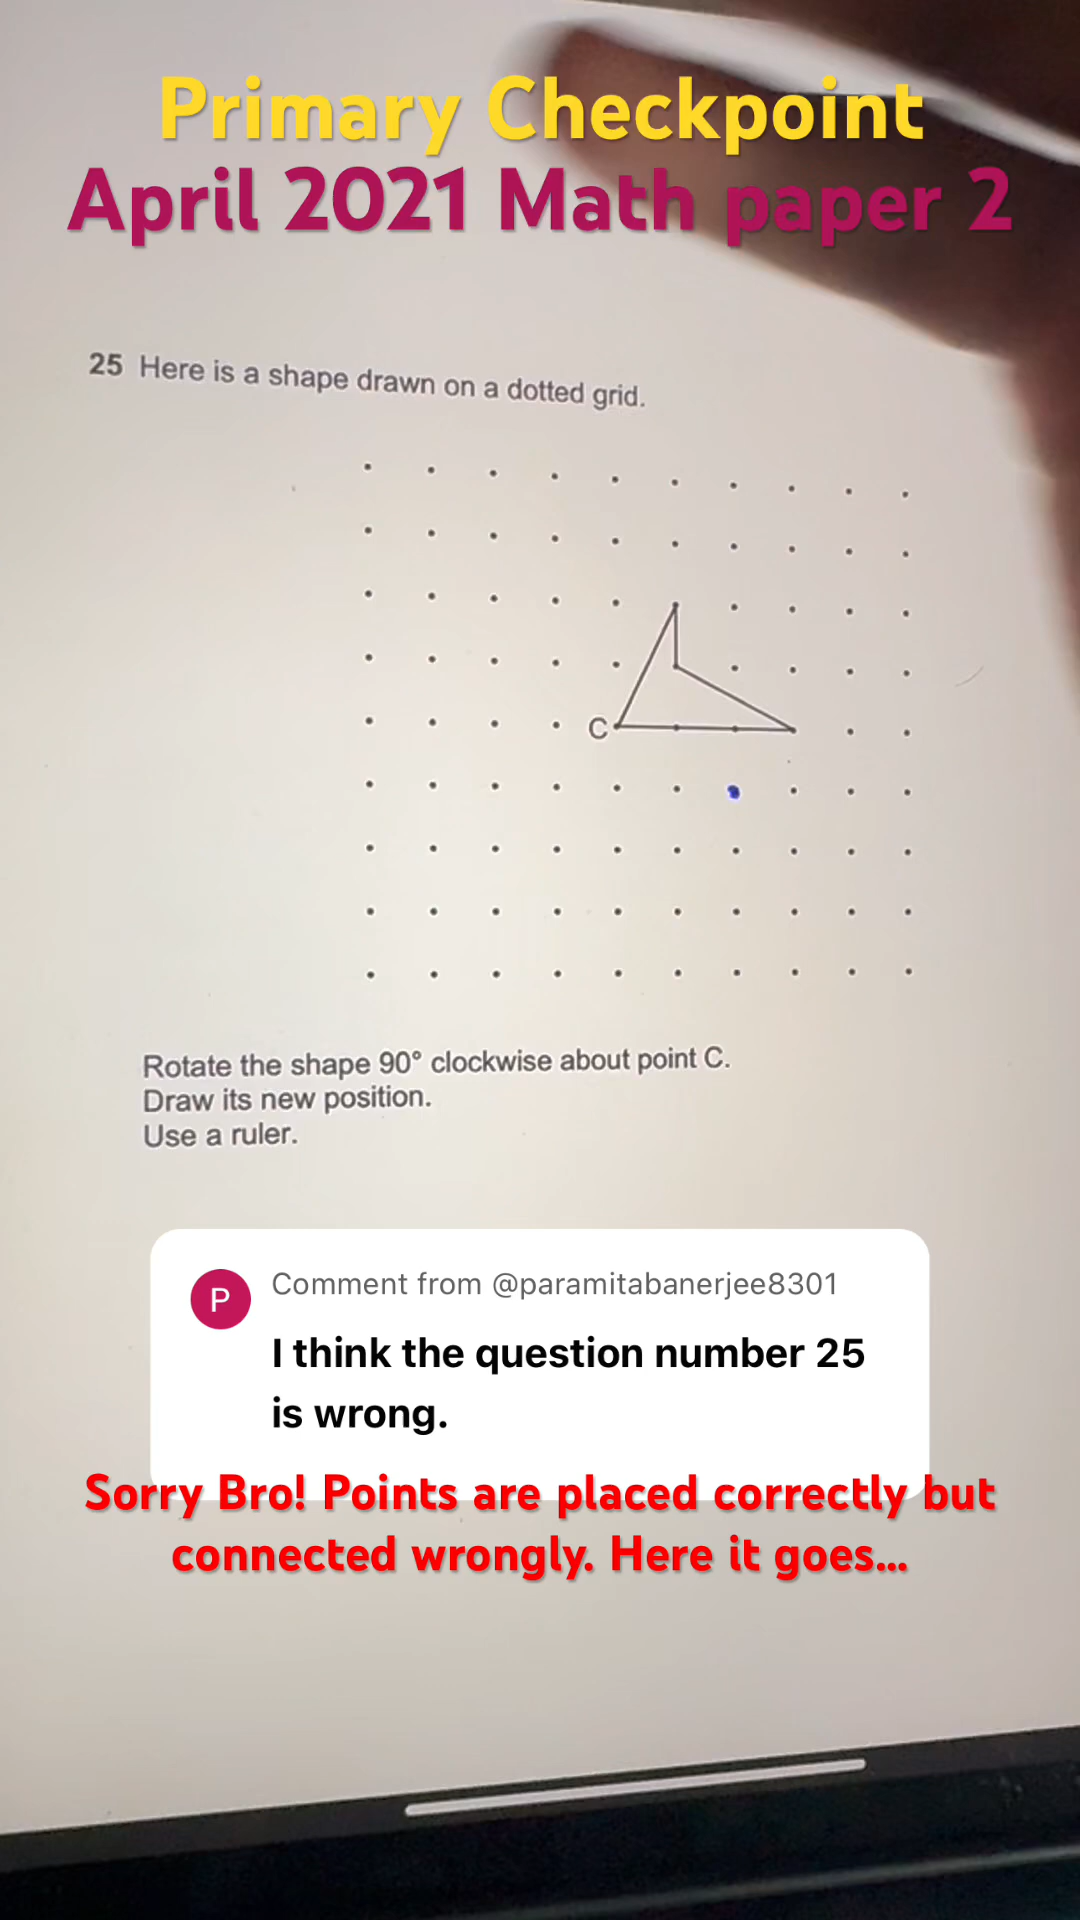 Primary Checkpoint
April 2021 Math paper 2
25 Here is a shape drawn on a dotted grid.
C
Rotate the shape 90° clockwise about point C.
Draw its new position.
Use a ruler.
P
Comment from @paramitabanerjee8301
I think the question number 25
is wrong.
Sorry Bro! Points are placed correctly but
connected wrongly. Here it goes...